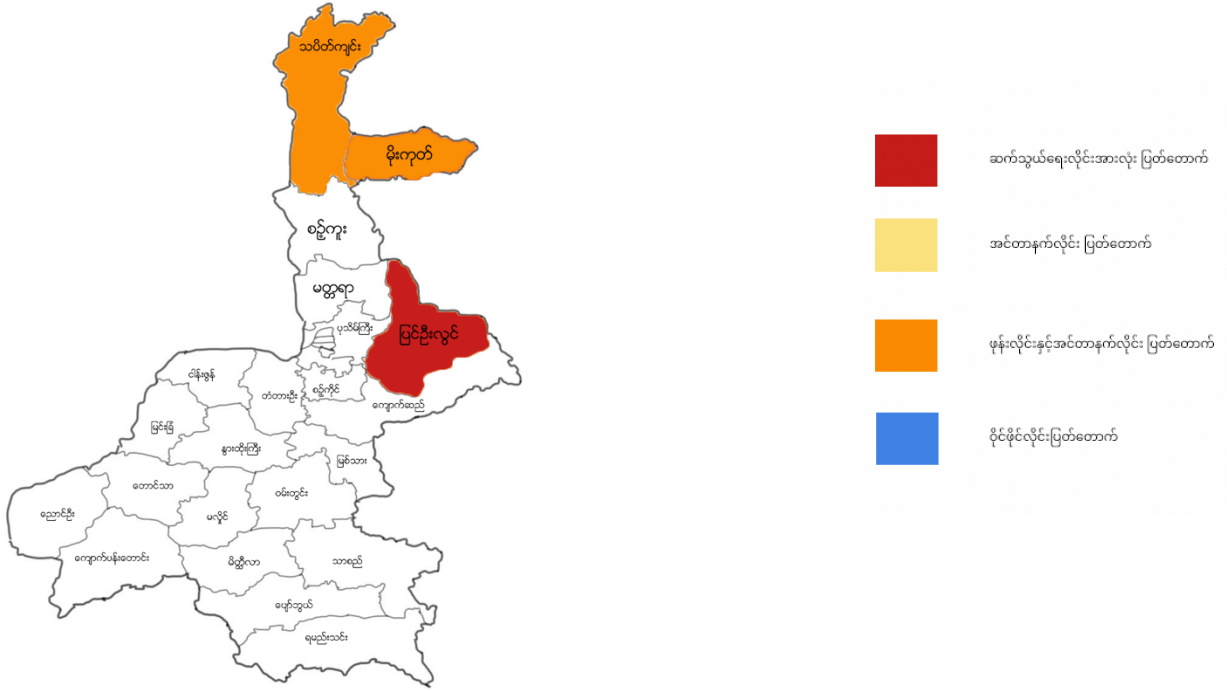 သပိတ်ကျင်း
မိုးကုတ်
စဉ့်ကူး
မတ္တရာ
ပုသိမ်ကြီး
ပြင်ဦးလွင်
ငါန်းဇွန်
တံတားဦး
စဉ့်ကိုင်
ကျောက်ဆည်
မြင်းခြံ
နွားထိုးကြီး
မြစ်သား
တောင်သာ
ဝမ်းတွင်း
ညောင်ဦး
မလှိုင်
ကျောက်ပန်းတောင်း
မိတ္ထီလာ
သာစည်
ပျော်ဘွယ်
ရမည်းသင်း
ဆက်သွယ်ရေးလိုင်းအားလုံး ပြတ်တောက်
အင်တာနက်လိုင်း ပြတ်တောက်
ဖုန်းလိုင်းနှင့်အင်တာနက်လိုင်း ပြတ်တောက်
ဝိုင်ဖိုင်လိုင်းပြတ်တောက်